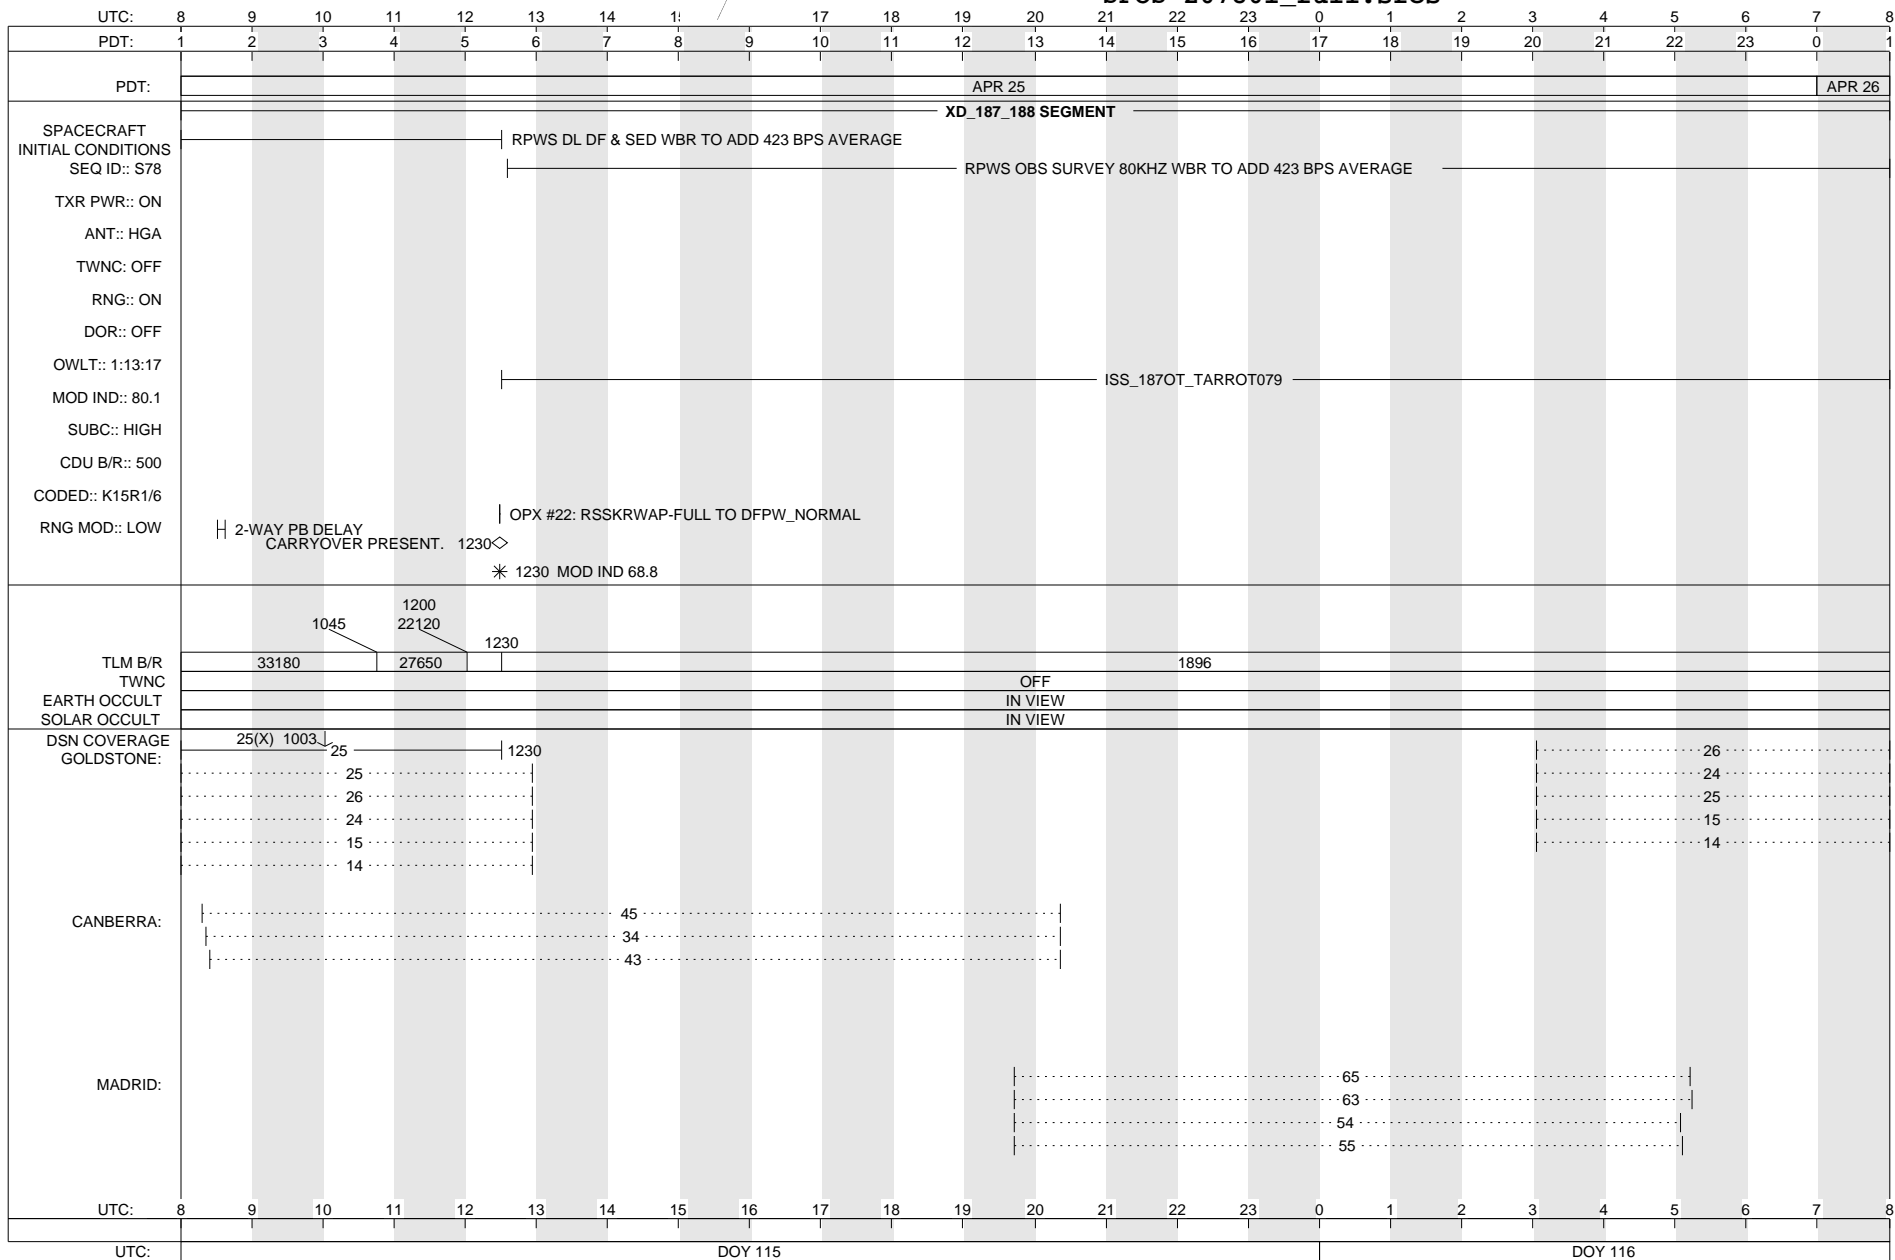 UTC: 8 9 10 11 12 13 14 17 18 19 20 21 22 23 0 1 2 3 4 5 6 7 8
PDT: 1 2 3 4 5 6 7 8 9 10 11 12 13 14 15 16 17 18 19 20 21 22 23 0 1
PDT: APR 25 APR 26
XD_187_188 SEGMENT
SPACECRAFT
INITIAL CONDITIONS
RPWS DL DF & SED WBR TO ADD 423 BPS AVERAGE
SEQ ID:: S78 RPWS OBS SURVEY 80KHZ WBR TO ADD 423 BPS AVERAGE
TXR PWR:: ON
ANT:: HGA
TWNC: OFF
RNG:: ON
DOR:: OFF
OWLT:: 1:13:17
ISS_187OT_TARROT079
MOD IND:: 80.1
SUBC:: HIGH
CDU B/R:: 500
CODED:: K15R1/6
OPX #22: RSSKRWAP-FULL TO DFPW_NORMAL
RNG MOD:: LOW 2-WAY PB DELAY
CARRYOVER PRESENT. 1230
1230 MOD IND 68.8
1200
1045 22120
1230
TLM B/R 33180 27650 1896
TWNC OFF
EARTH OCCULT IN VIEW
SOLAR OCCULT IN VIEW
DSN COVERAGE 25(X) 1003
25 1230 26
GOLDSTONE:
25 24
26 25
24 15
15 14
14
45
CANBERRA:
34
43
65
MADRID:
63
54
55
UTC: 8 9 10 11 12 13 14 15 16 17 18 19 20 21 22 23 0 1 2 3 4 5 6 7 8
UTC: DOY 115 DOY 116